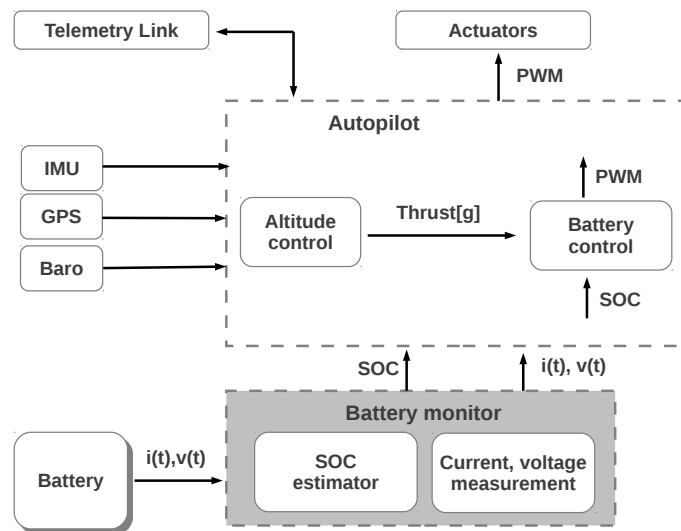 Telemetry Link
Actuators
PWM
Autopilot
IMU
GPS
Baro
Altitude
control
Thrust[g]
PWM
Battery
control
SOC
SOC
i(t), v(t)
Battery monitor
Battery
i(t),v(t)
SOC
estimator
Current, voltage
measurement